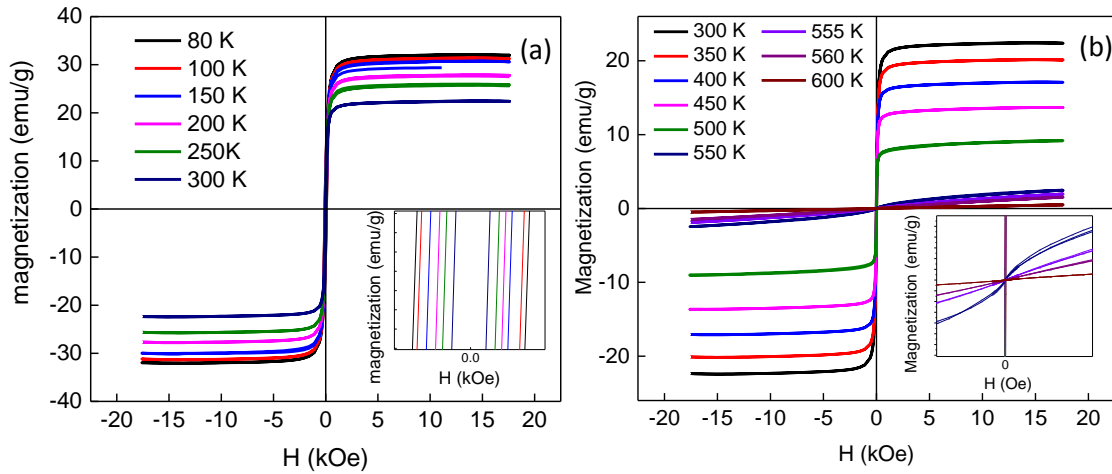 (a)
80 K
100 K
150 K
200 K
250K
300 K
magnetization (emu/g)
40
30
20
10
0
-10
-20
-30
-40
-20 -15 -10 -5 0 5 10 15 20
H (kOe)
magnetization (emu/g)
0.0
H (kOe)
(b)
300 K 555 K
350 K 560 K
400 K 600 K
450 K
500 K
550 K
Magnetization (emu/g)
20
10
0
-10
-20
-20 -15 -10 -5 0 5 10 15 20
H (kOe)
Magnetization (emu/g)
0
H (Oe)